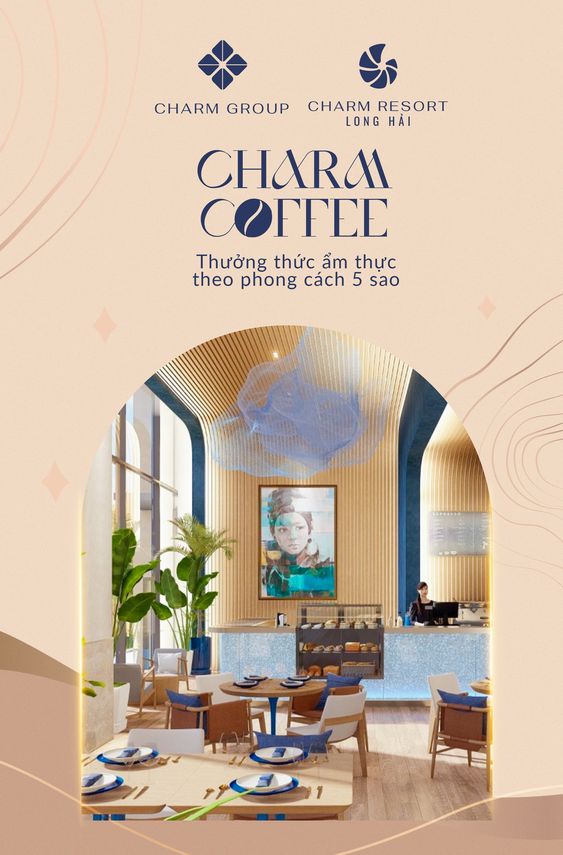 CHARM GROUP
CHARM RESORT
LONG HẢI
CHARM
COFFEE
Thưởng thức ẩm thực
theo phong cách 5 sao